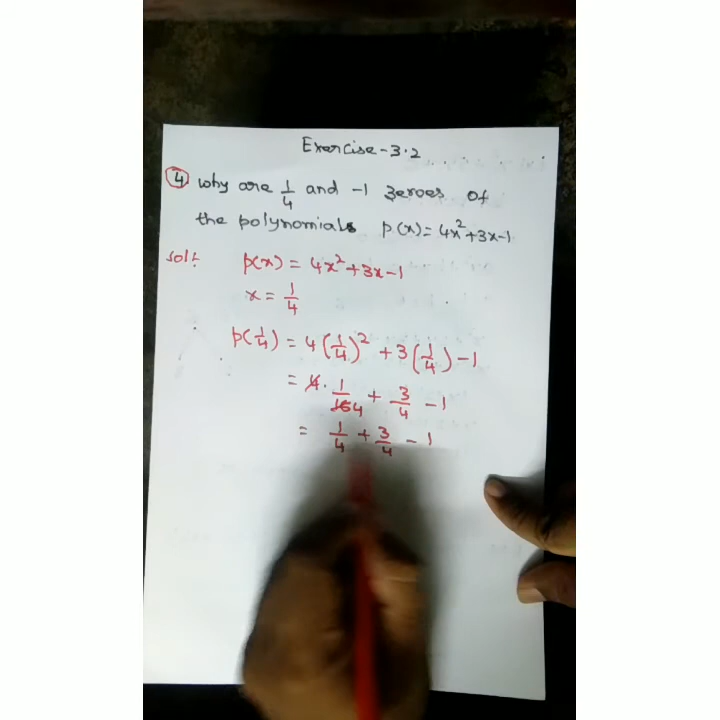 Exercise-3.2
4 why are 1/4 and -1 zeroes of
the polynomials p(x)=4x²+3x-1
Sol:- p(x) = 4x²+3x-1
x = 1/4
p(1/4) = 4(1/4)² + 3(1/4) -1
= 4. 1/16 4 + 3/4 -1
= 1/4 + 3/4 - 1